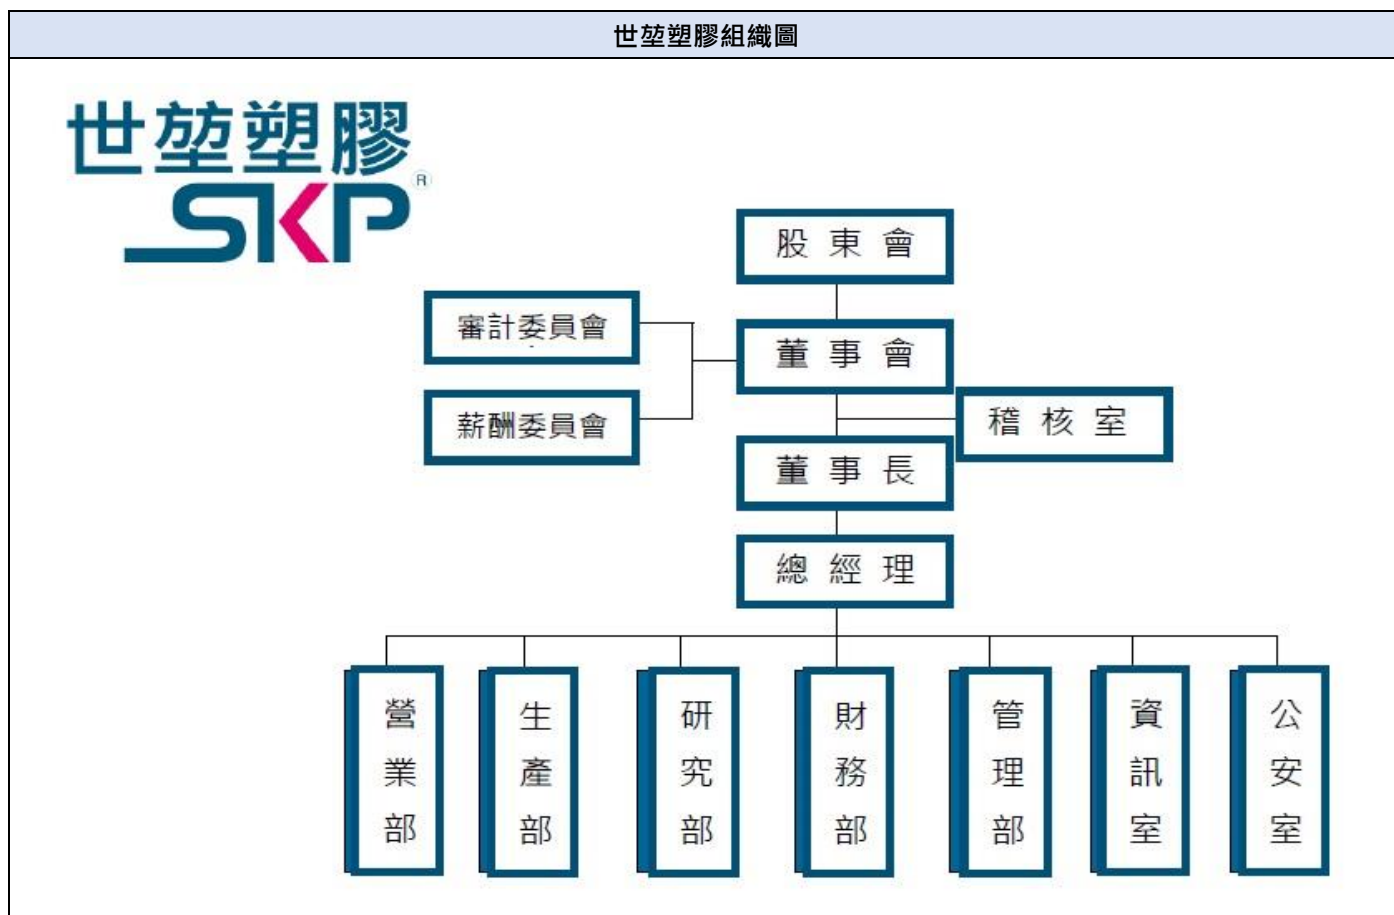 世堃塑膠組織圖
世堃塑膠
SKP®
股東會
審計委員會
董事會
薪酬委員會
稽核室
董事長
總經理
營業部
生產部
研究部
財務部
管理部
資訊室
公安室